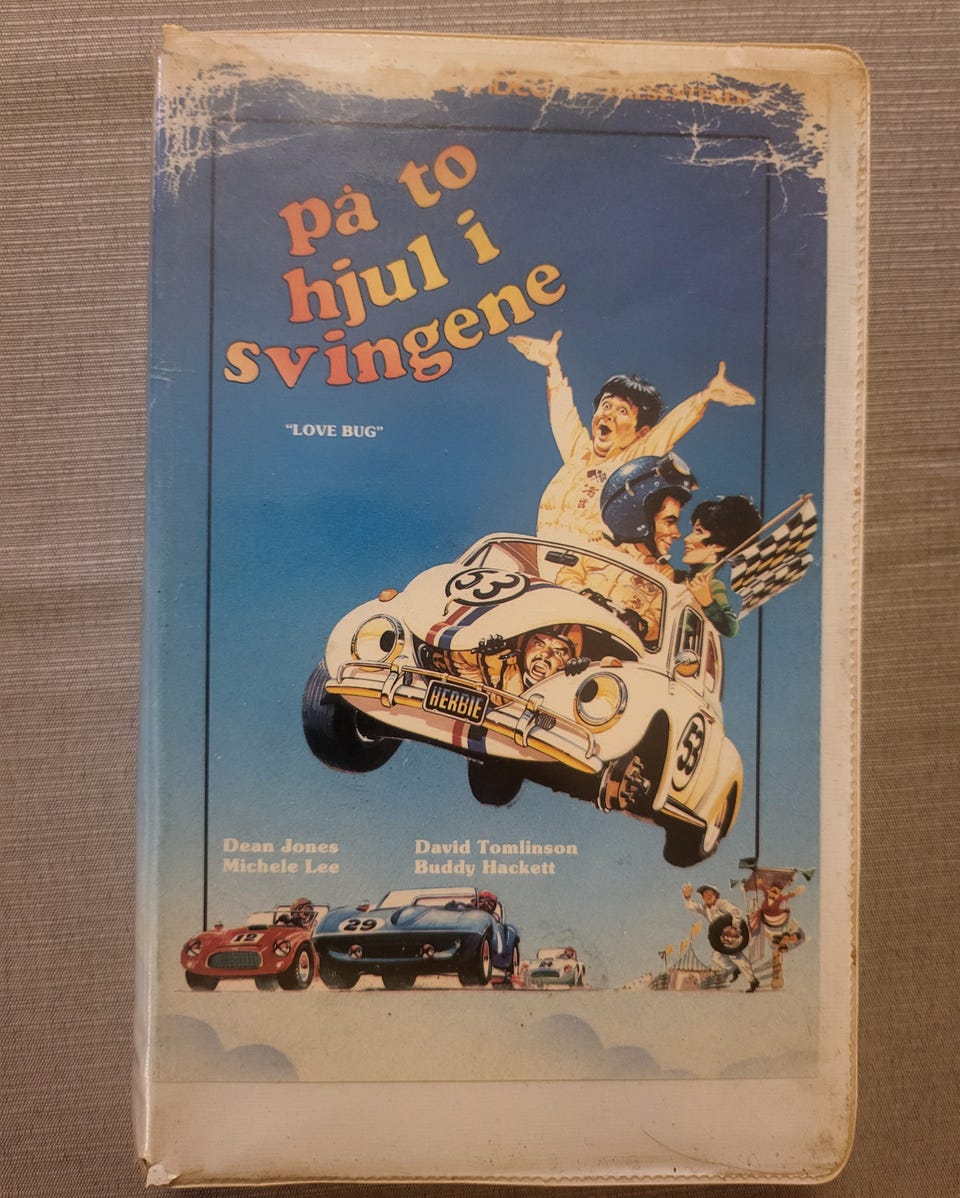 på to
hjul i
svingene
“LOVE BUG”
53
HERBIE
53
Dean Jones
Michele Lee
David Tomlinson
Buddy Hackett
12
29